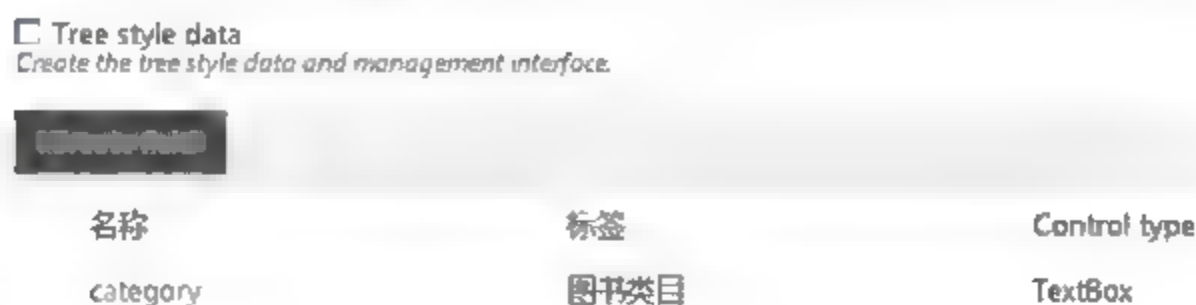 Tree style data
Create the tree style data and management interface.
名称 标签 Control type
category 图书类目 TextBox